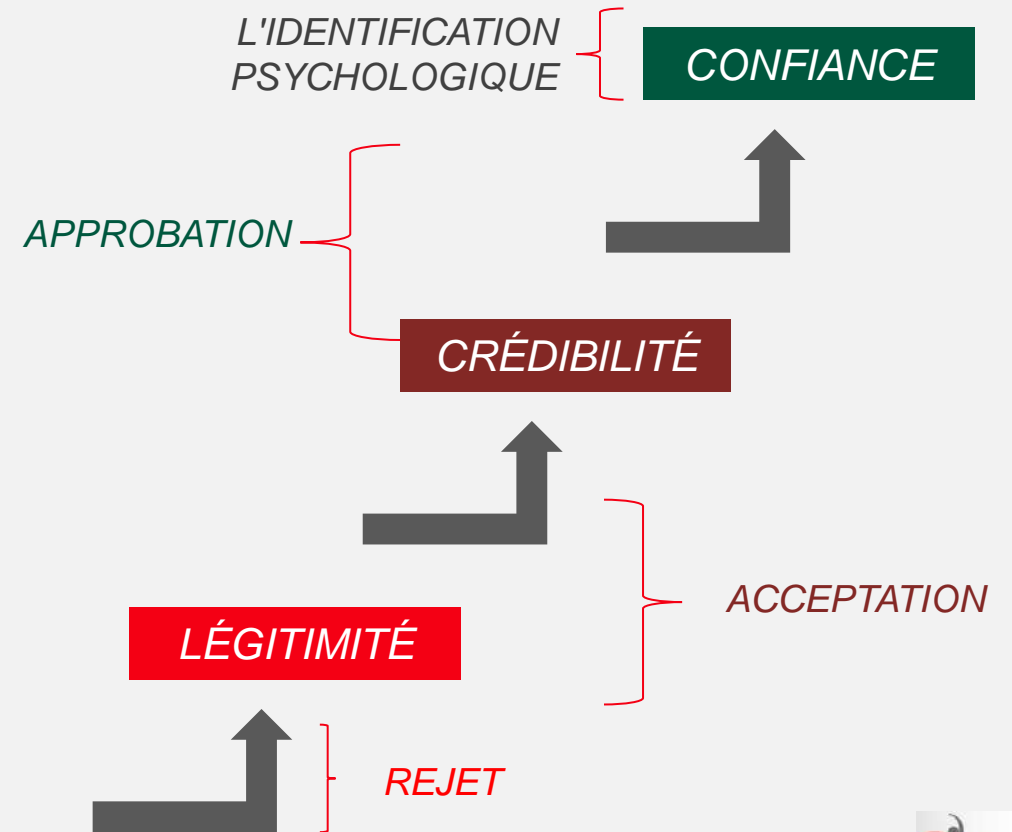 L'IDENTIFICATION
PSYCHOLOGIQUE
CONFIANCE
APPROBATION
CRÉDIBILITÉ
ACCEPTATION
LÉGITIMITÉ
REJET